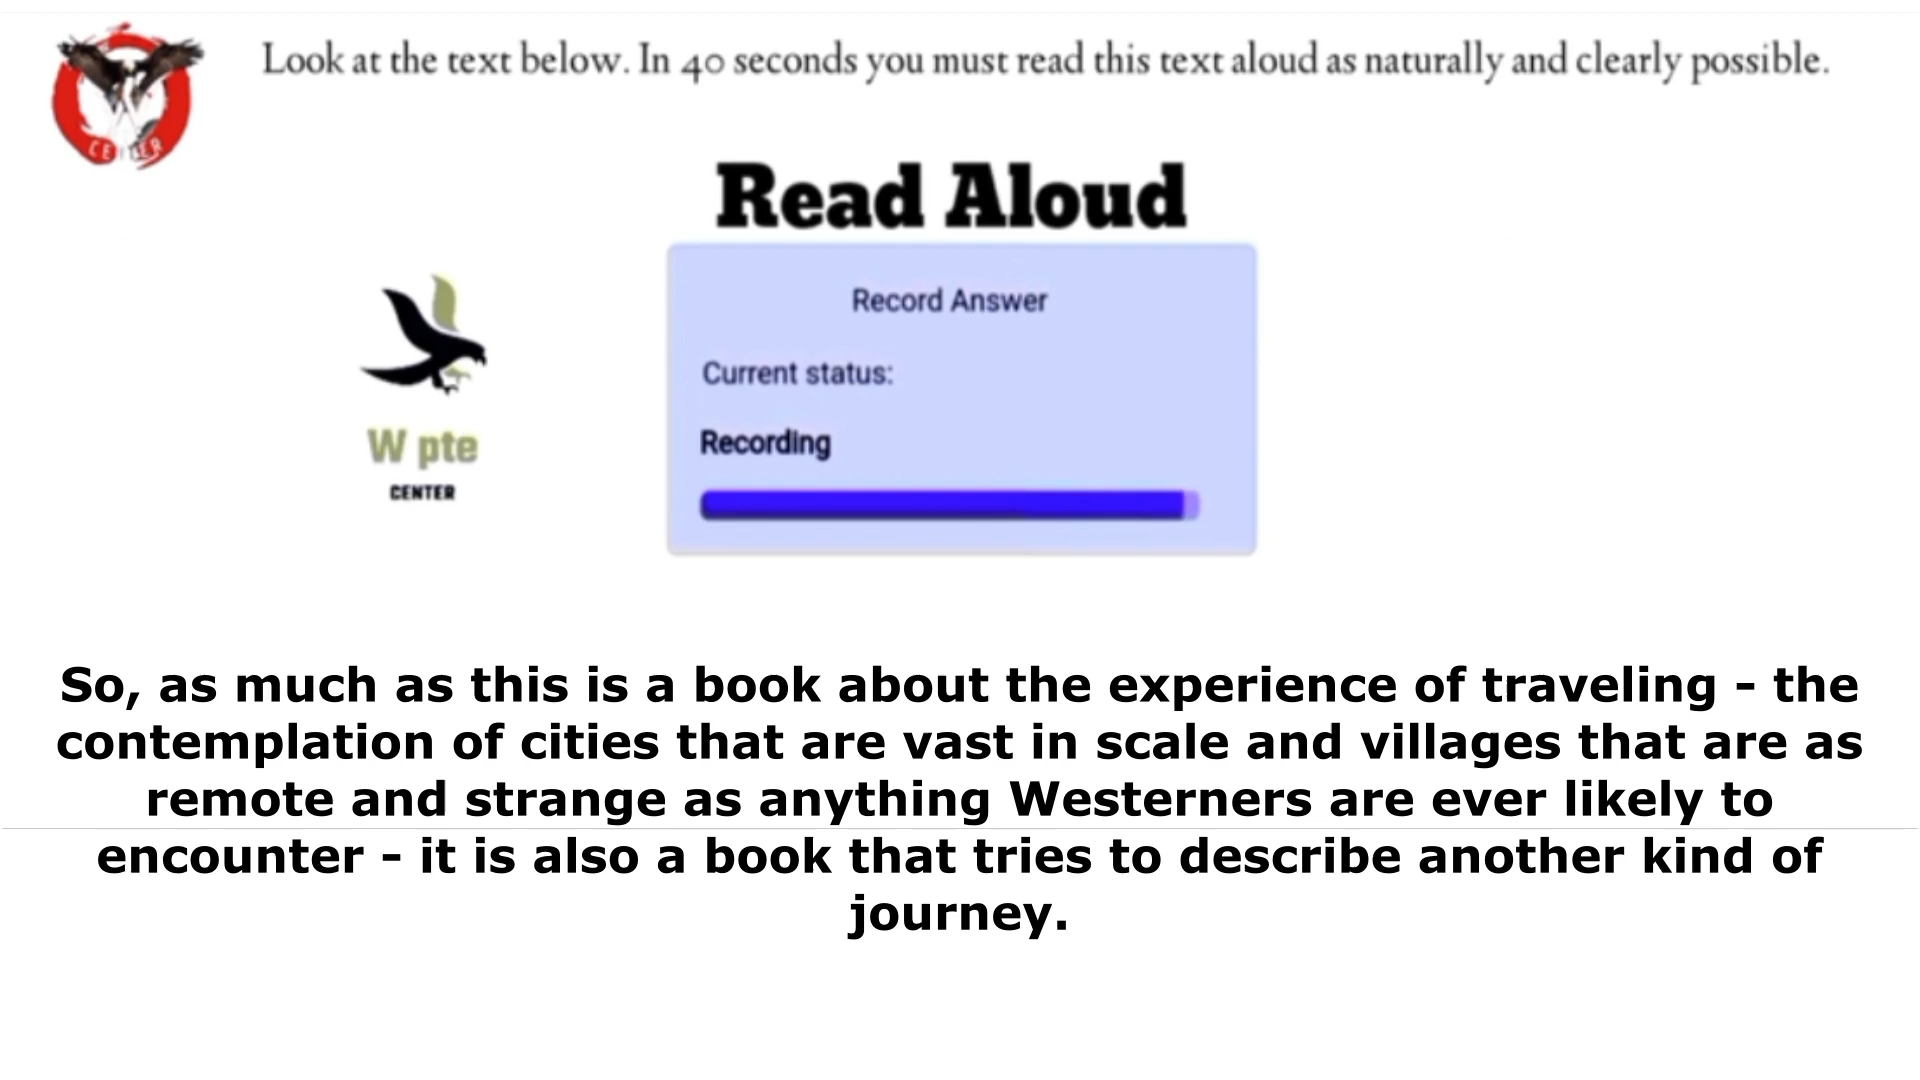 Look at the text below. In 40 seconds you must read this text aloud as naturally and clearly possible.
CENTER
Read Aloud
Record Answer
Current status:
Recording
W pte
CENTER
So, as much as this is a book about the experience of traveling - the
contemplation of cities that are vast in scale and villages that are as
remote and strange as anything Westerners are ever likely to
encounter - it is also a book that tries to describe another kind of
journey.